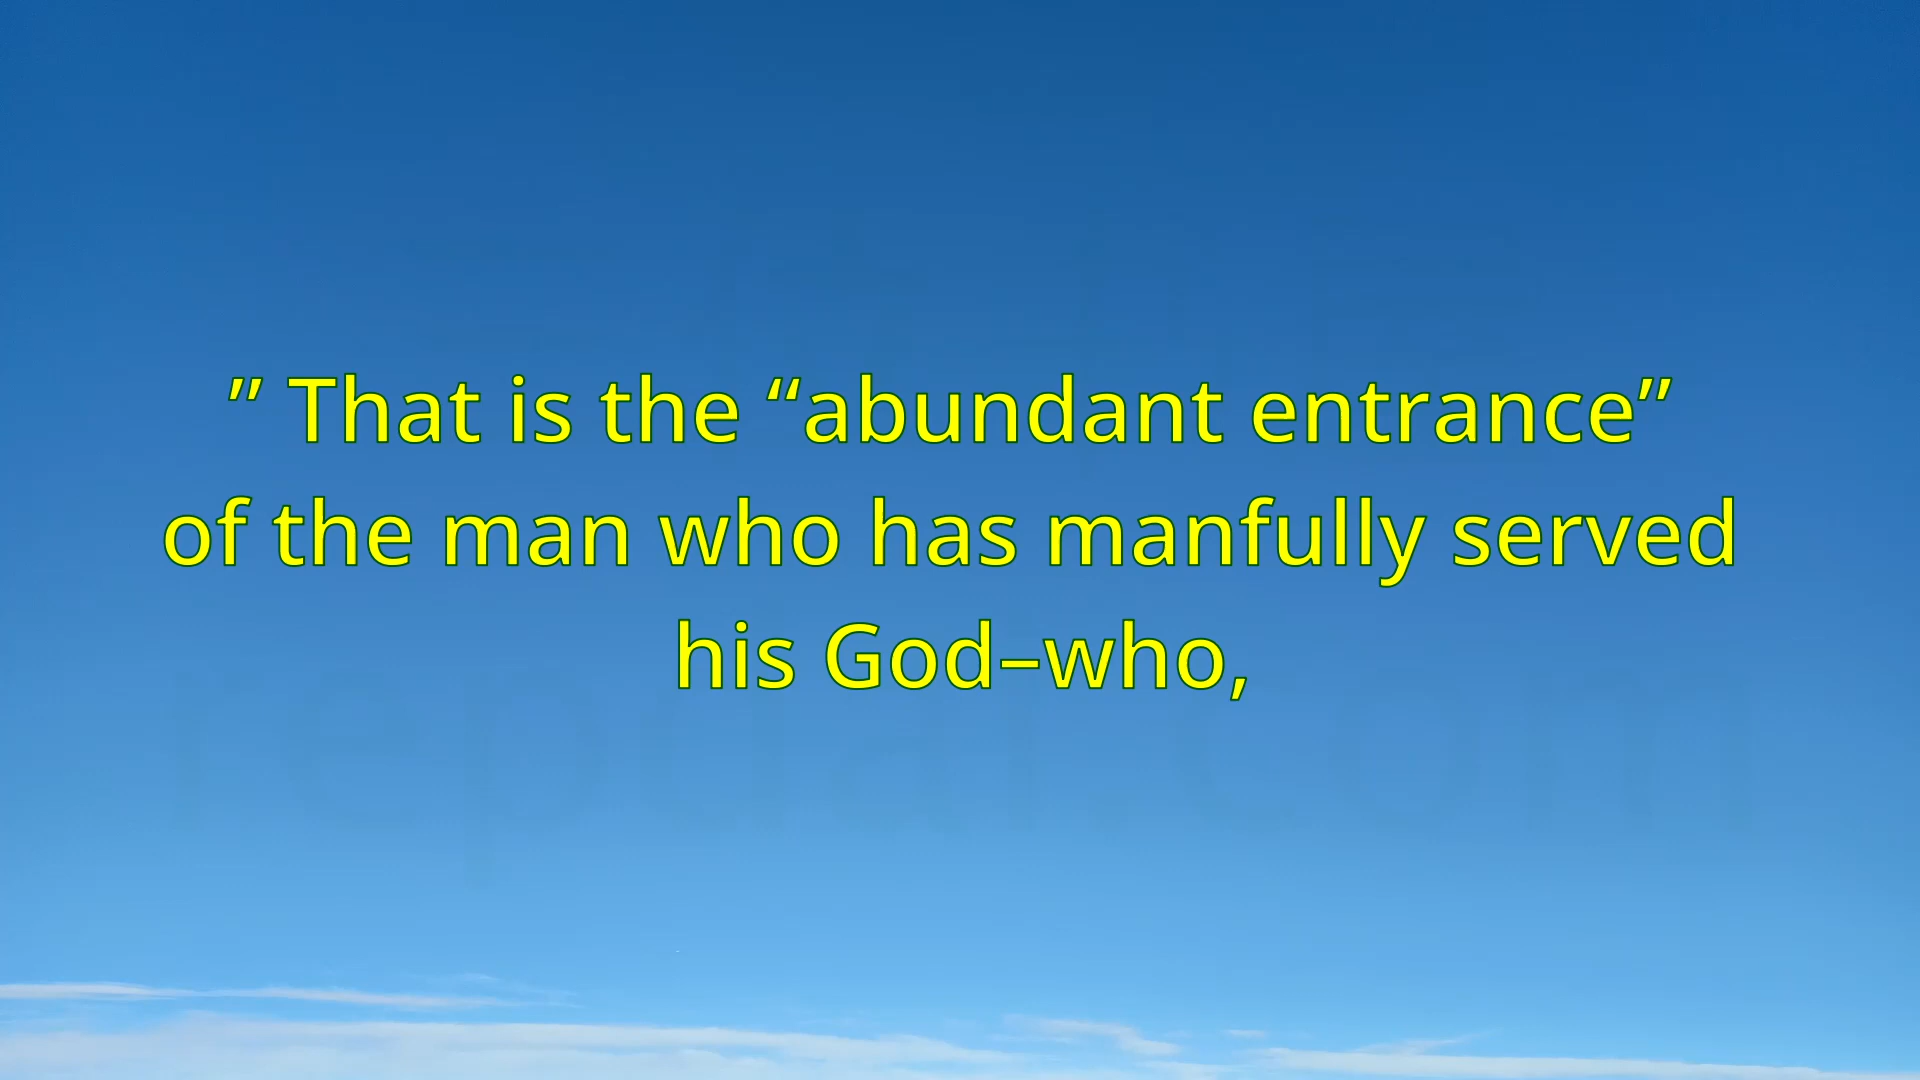 ” That is the “abundant entrance”
of the man who has manfully served
his God–who,